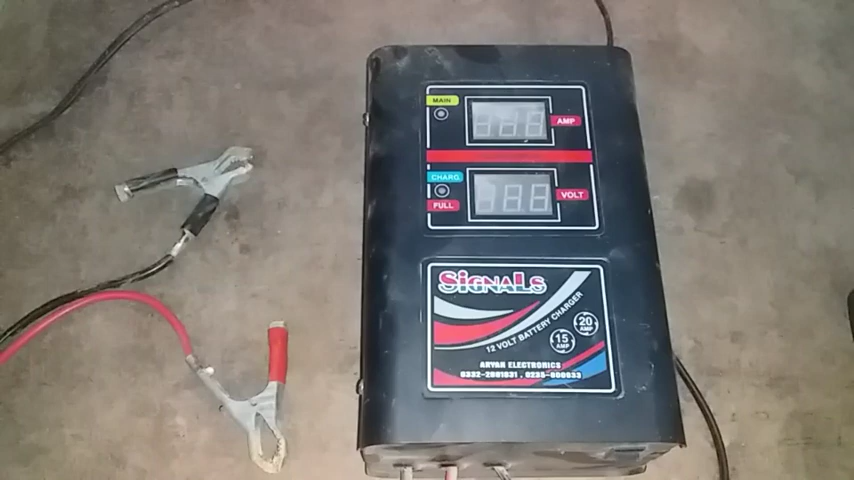 MAIN
AMP
CHARG.
FULL
VOLT
SiGNALS
12 VOLT BATTERY CHARGER
15 AMP
20 AMP
ARYAN ELECTRONICS